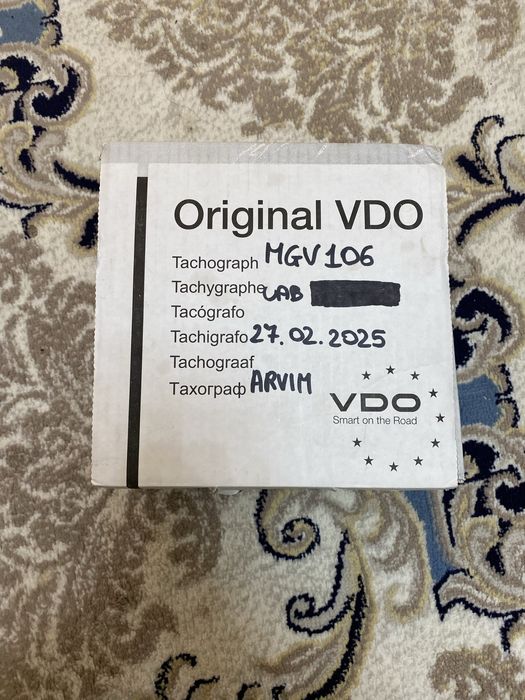 Original VDO
Tachograph MGV106
Tachygraphe UAB
Tacógrafo
Tachigrafo 27.02.2025
Tachograaf
Тахограф ARVIM
VDO
Smart on the Road